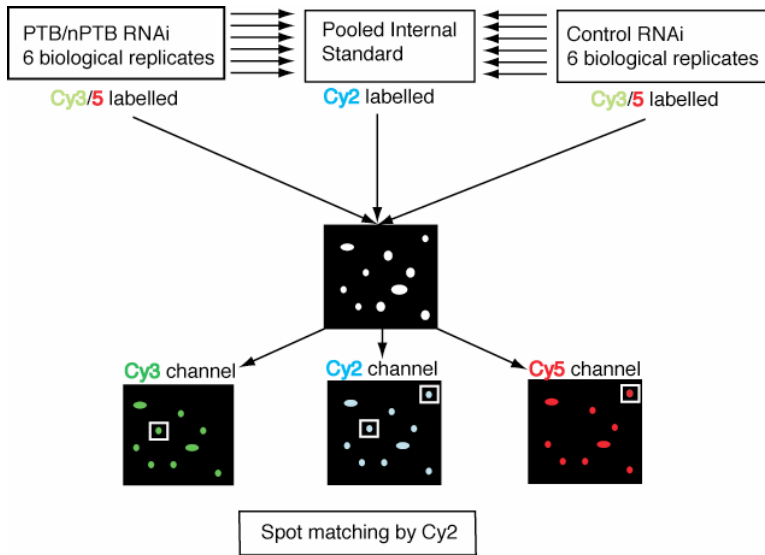 PTB/nPTB RNAi
6 biological replicates
Pooled Internal
Standard
Control RNAi
6 biological replicates
Cy3/5 labelled
Cy2 labelled
Cy3/5 labelled
Cy3 channel
Cy2 channel
Cy5 channel
Spot matching by Cy2